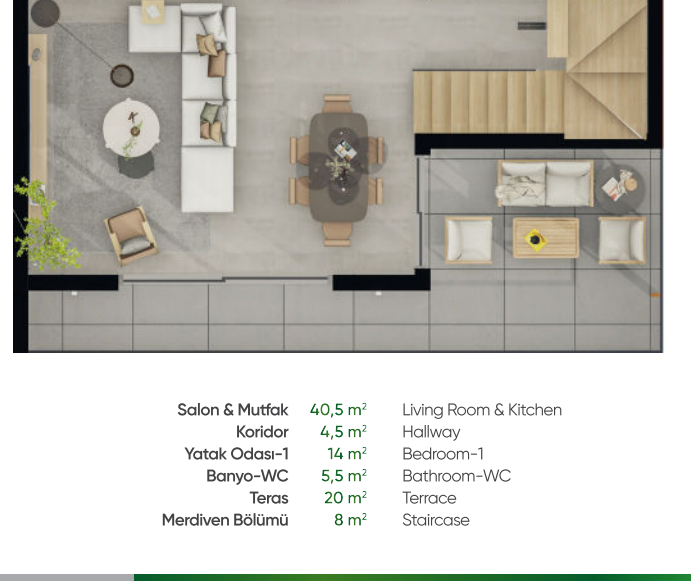 Salon & Mutfak 40,5 m² Living Room & Kitchen
Koridor 4,5 m² Hallway
Yatak Odası-1 14 m² Bedroom-1
Banyo-WC 5,5 m² Bathroom-WC
Teras 20 m² Terrace
Merdiven Bölümü 8 m² Staircase